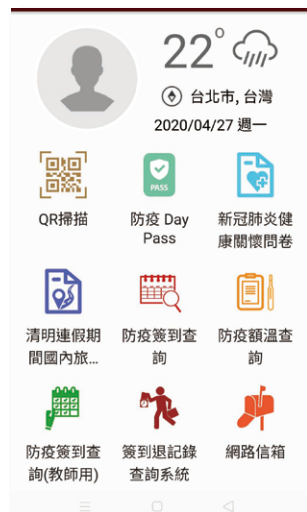 22°
台北市, 台灣
2020/04/27 週一
PASS
QR掃描
防疫 Day
Pass
新冠肺炎健
康關懷問卷
清明連假期
間國內旅...
防疫簽到查
詢
防疫額溫查
詢
防疫簽到查
詢(教師用)
簽到退記錄
查詢系統
網路信箱